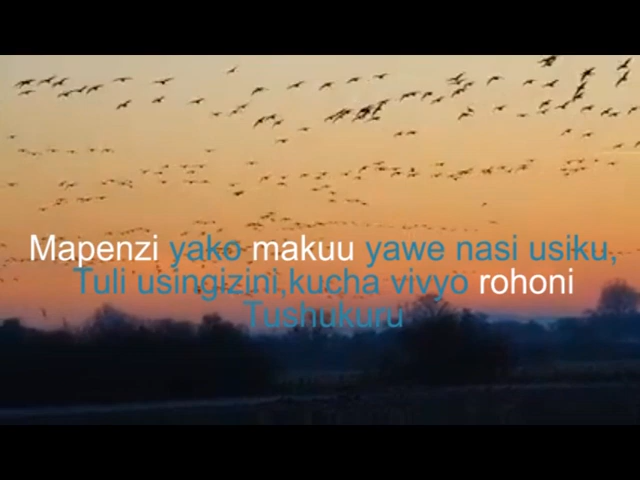 Mapenzi yako makuu yawe nasi usiku,
Tuli usingizini,kucha vivyo rohoni
Tushukuru